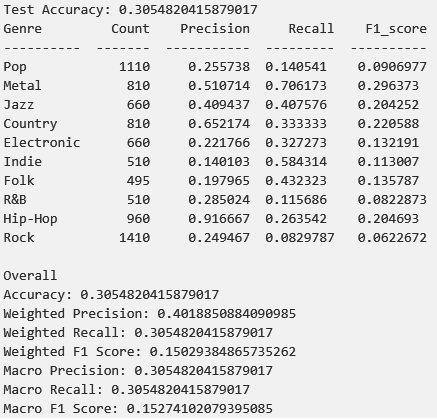 Test Accuracy: 0.3054820415879017
Genre Count Precision Recall F1_score
---------- ------- ----------- --------- ----------
Pop 1110 0.255738 0.140541 0.0906977
Metal 810 0.510714 0.706173 0.296373
Jazz 660 0.409437 0.407576 0.204252
Country 810 0.652174 0.333333 0.220588
Electronic 660 0.221766 0.327273 0.132191
Indie 510 0.140103 0.584314 0.113007
Folk 495 0.197965 0.432323 0.135787
R&B 510 0.285024 0.115686 0.0822873
Hip-Hop 960 0.916667 0.263542 0.204693
Rock 1410 0.249467 0.0829787 0.0622672
Overall
Accuracy: 0.3054820415879017
Weighted Precision: 0.4018850884090985
Weighted Recall: 0.3054820415879017
Weighted F1 Score: 0.15029384865735262
Macro Precision: 0.3054820415879017
Macro Recall: 0.3054820415879017
Macro F1 Score: 0.15274102079395085